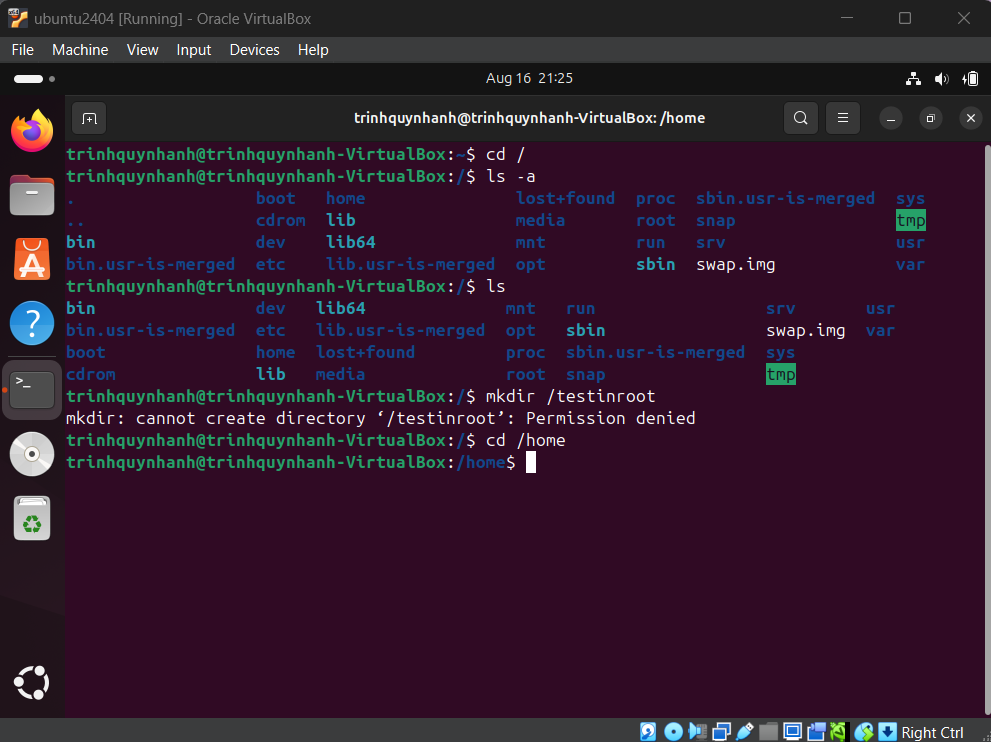 ubuntu2404 [Running] - Oracle VirtualBox
File Machine View Input Devices Help
Aug 16 21:25
trinhquynhanh@trinhquynhanh-VirtualBox: /home
trinhquynhanh@trinhquynhanh-VirtualBox:~$ cd /
trinhquynhanh@trinhquynhanh-VirtualBox:/$ ls -a
. boot home lost+found proc sbin.usr-is-merged sys
.. cdrom lib media root snap tmp
bin dev lib64 mnt run srv usr
bin.usr-is-merged etc lib.usr-is-merged opt sbin swap.img var
trinhquynhanh@trinhquynhanh-VirtualBox:/$ ls
bin dev lib64 mnt run srv usr
bin.usr-is-merged etc lib.usr-is-merged opt sbin swap.img var
boot home lost+found proc sbin.usr-is-merged sys
cdrom lib media root snap tmp
trinhquynhanh@trinhquynhanh-VirtualBox:/$ mkdir /testinroot
mkdir: cannot create directory ‘/testinroot’: Permission denied
trinhquynhanh@trinhquynhanh-VirtualBox:/$ cd /home
trinhquynhanh@trinhquynhanh-VirtualBox:/home$
Right Ctrl